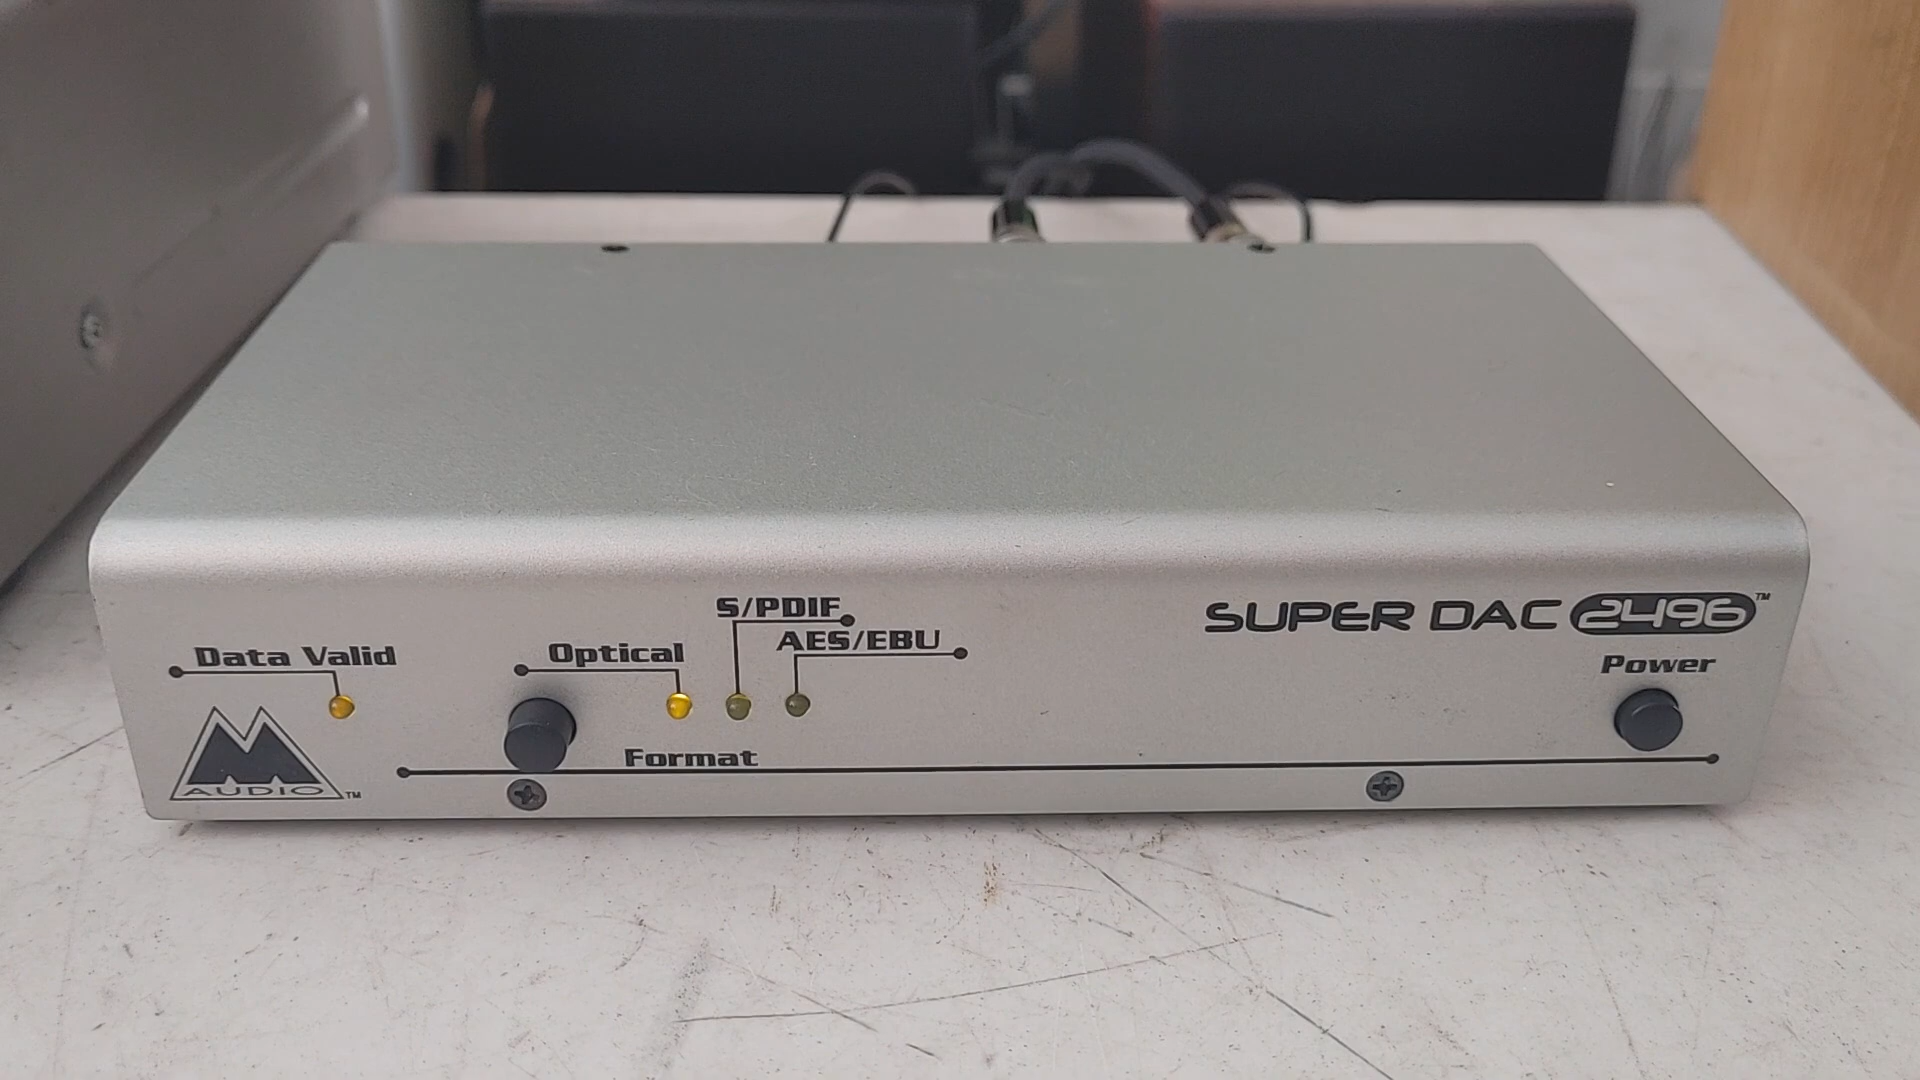 S/PDIF
AES/EBU
Data Valid
Optical
SUPER DAC 2496™
Power
Format
M
AUDIO™